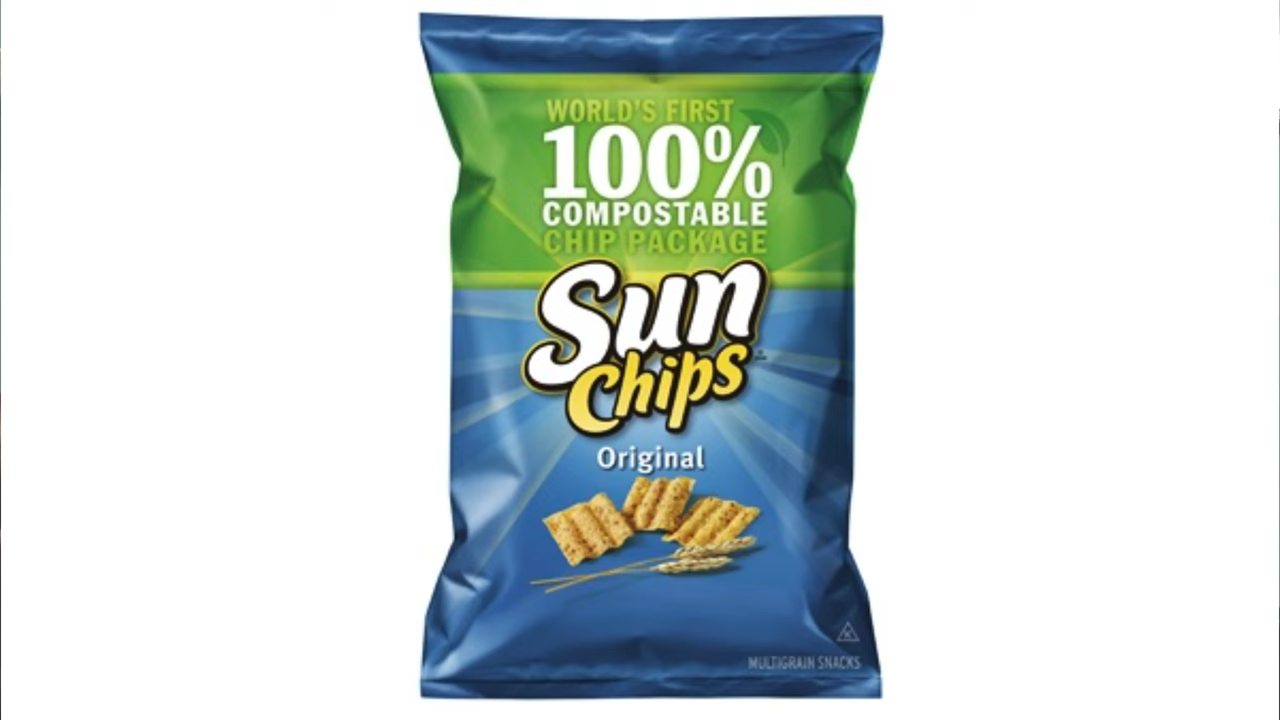 WORLD'S FIRST
100%
COMPOSTABLE
CHIP PACKAGE
Sun
Chips
Original
K
MULTIGRAIN SNACKS